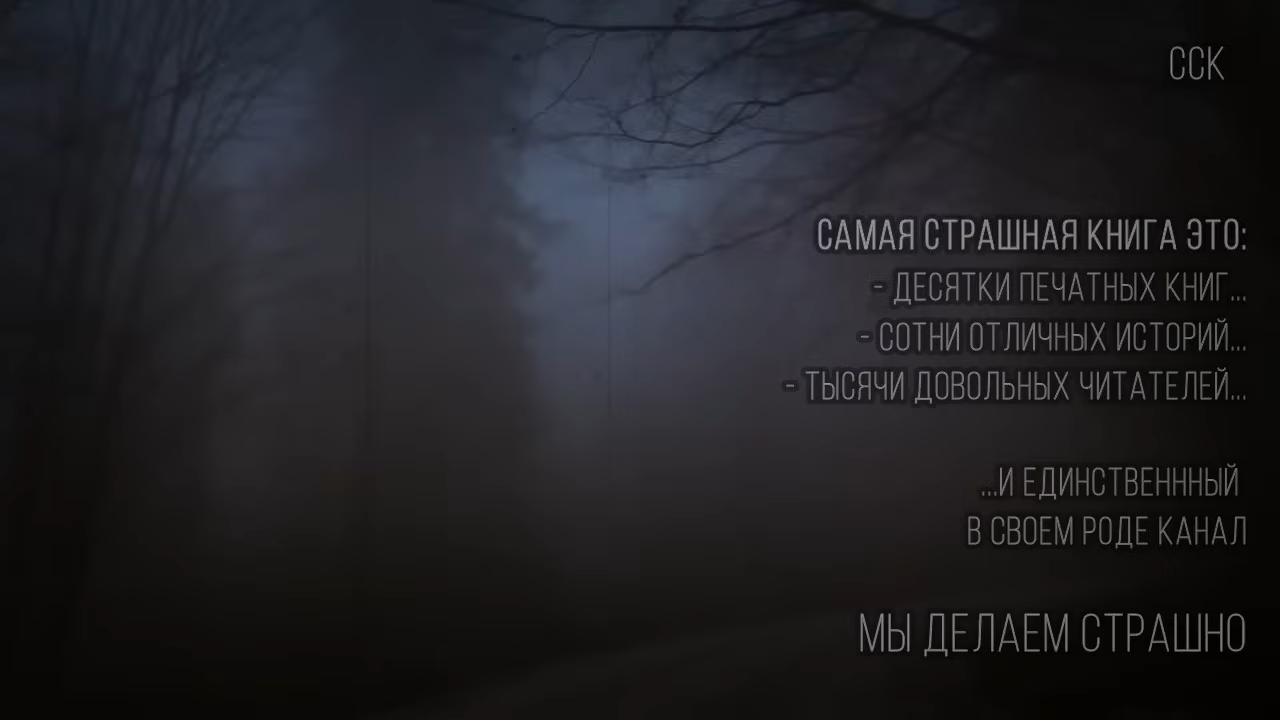 ССК
САМАЯ СТРАШНАЯ КНИГА ЭТО:
- ДЕСЯТКИ ПЕЧАТНЫХ КНИГ...
- СОТНИ ОТЛИЧНЫХ ИСТОРИЙ...
- ТЫСЯЧИ ДОВОЛЬНЫХ ЧИТАТЕЛЕЙ...
...И ЕДИНСТВЕНННЫЙ
В СВОЕМ РОДЕ КАНАЛ
МЫ ДЕЛАЕМ СТРАШНО